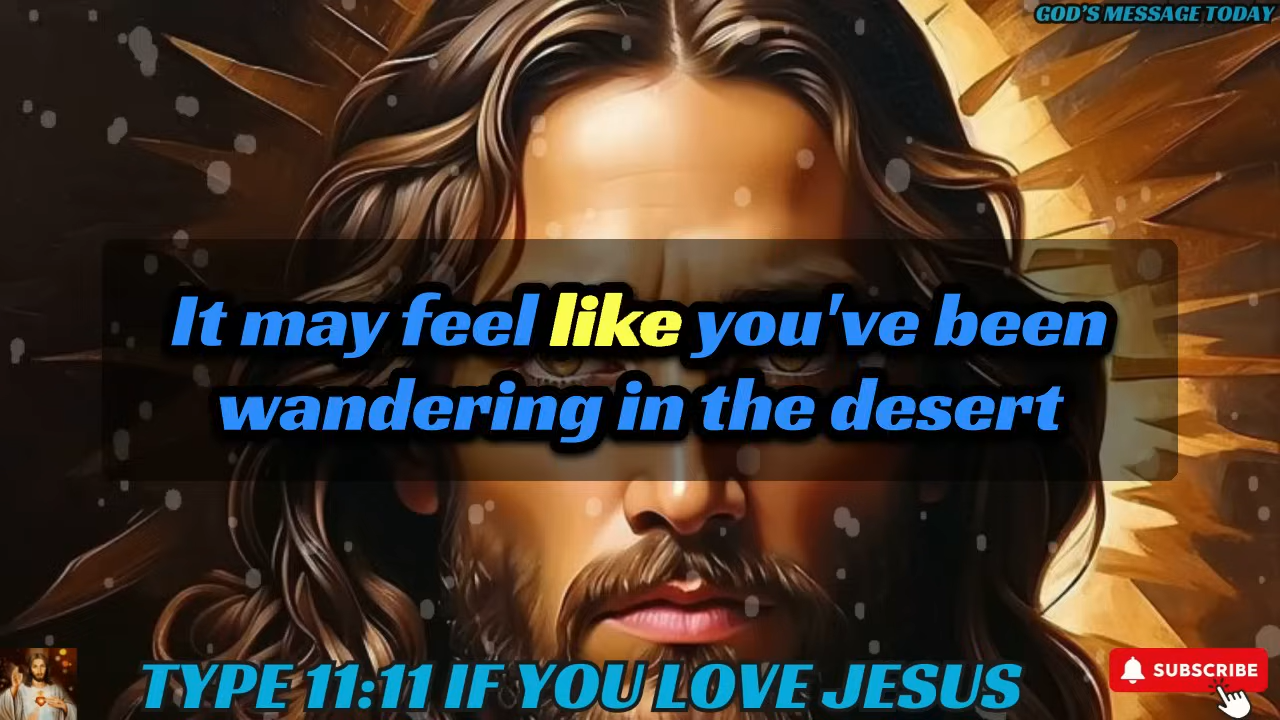 GOD'S MESSAGE TODAY
It may feel like you've been
wandering in the desert
TYPE 11:11 IF YOU LOVE JESUS
SUBSCRIBE